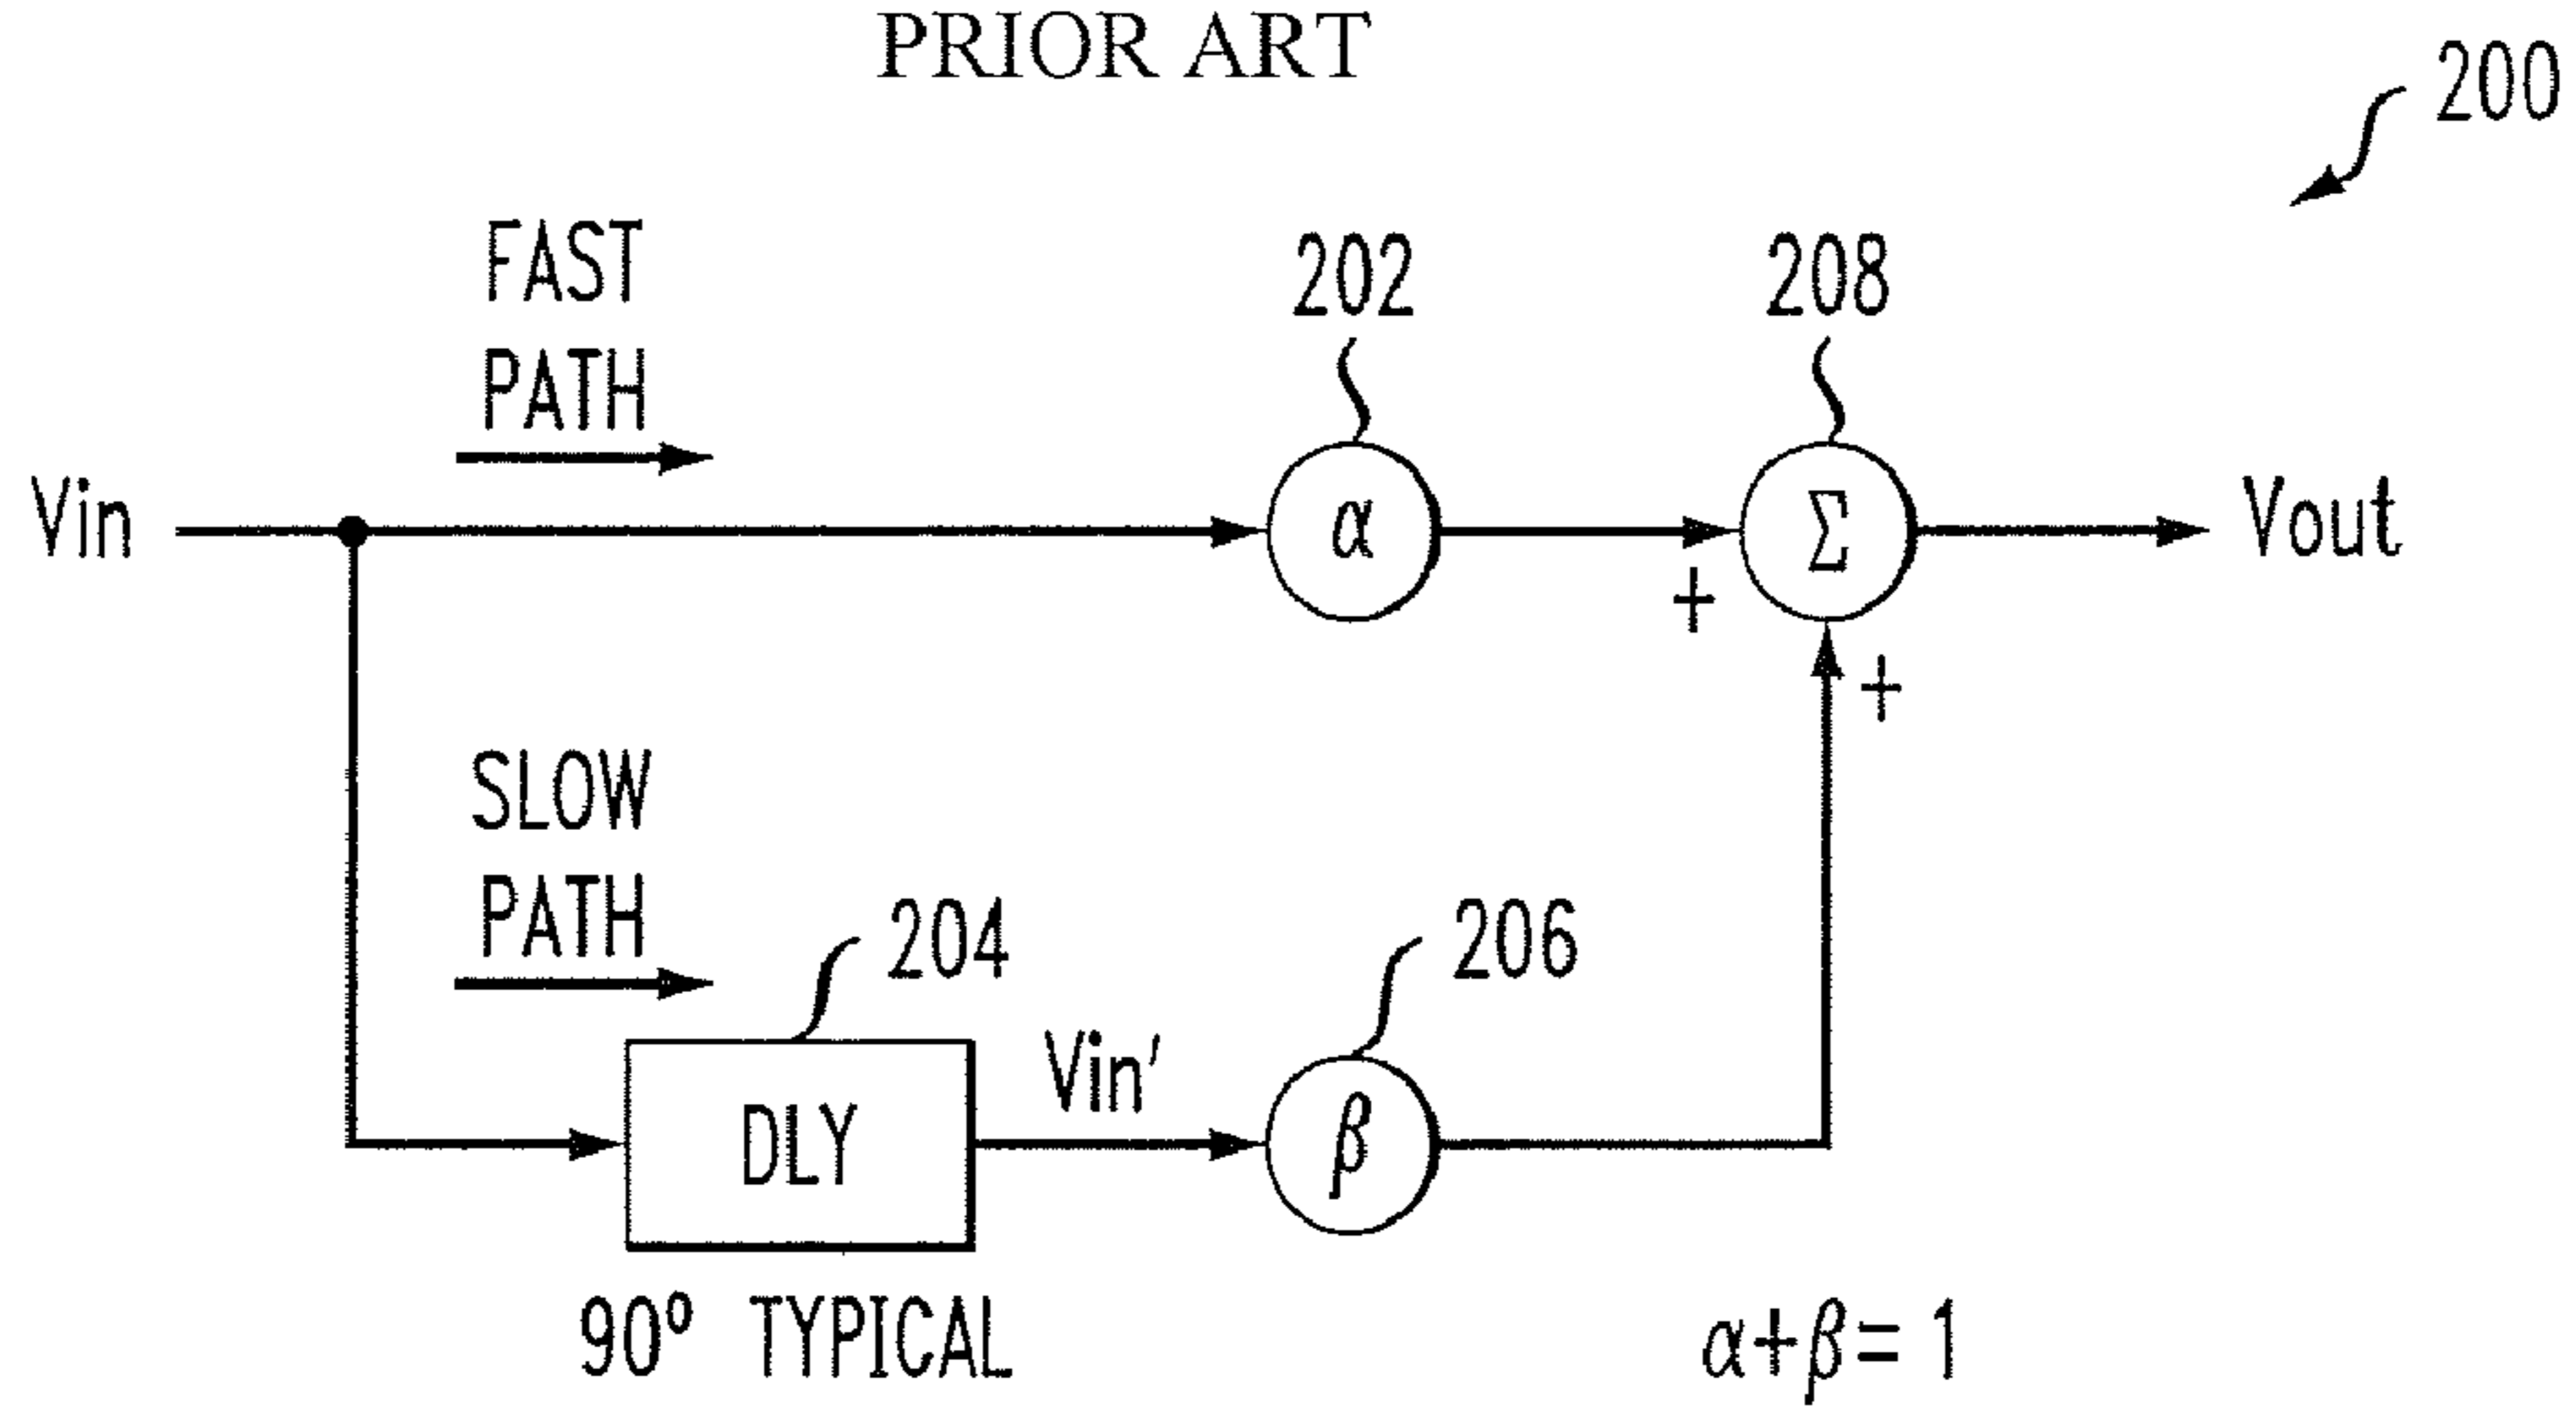 PRIOR ART
200
FAST
PATH
202
208
Vin
α
Σ
Vout
+
+
SLOW
PATH
204
206
Vin'
DLY
β
90° TYPICAL
α+β=1